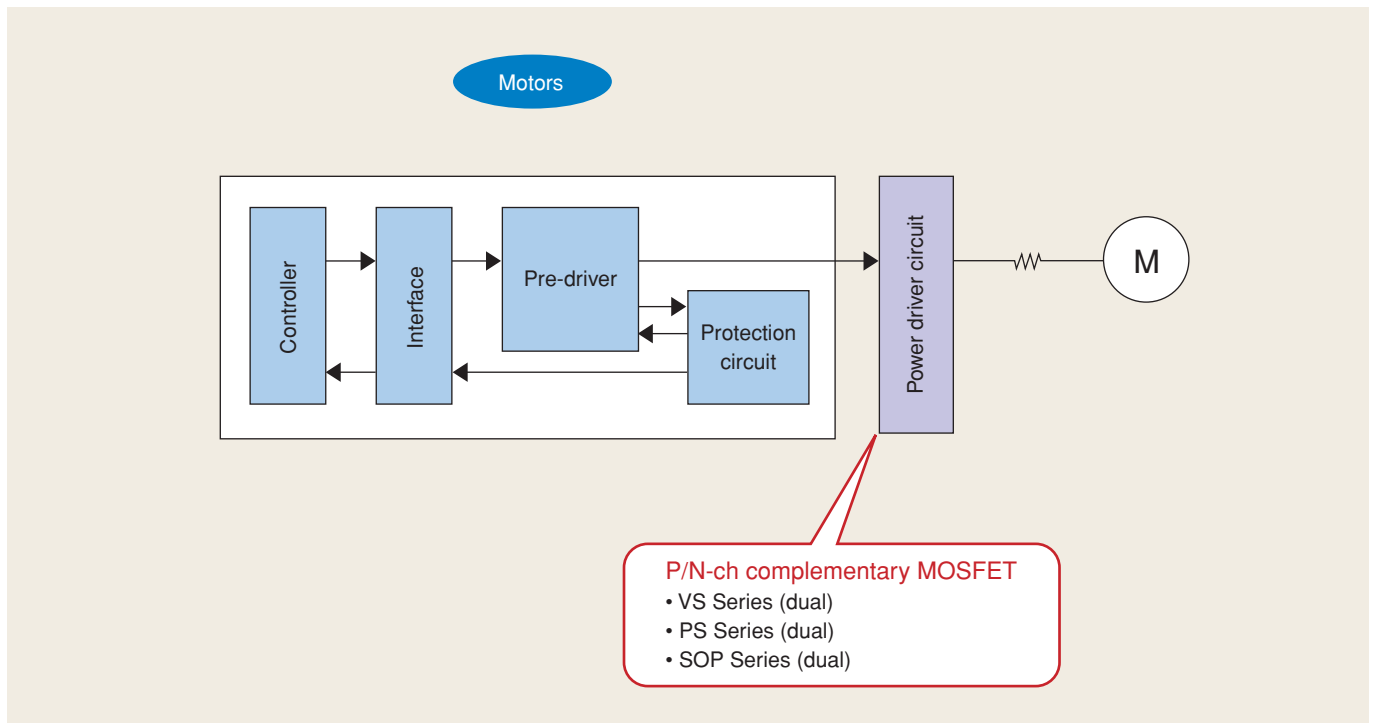 Motors
Controller
Interface
Pre-driver
Protection
circuit
Power driver circuit
M
P/N-ch complementary MOSFET
• VS Series (dual)
• PS Series (dual)
• SOP Series (dual)